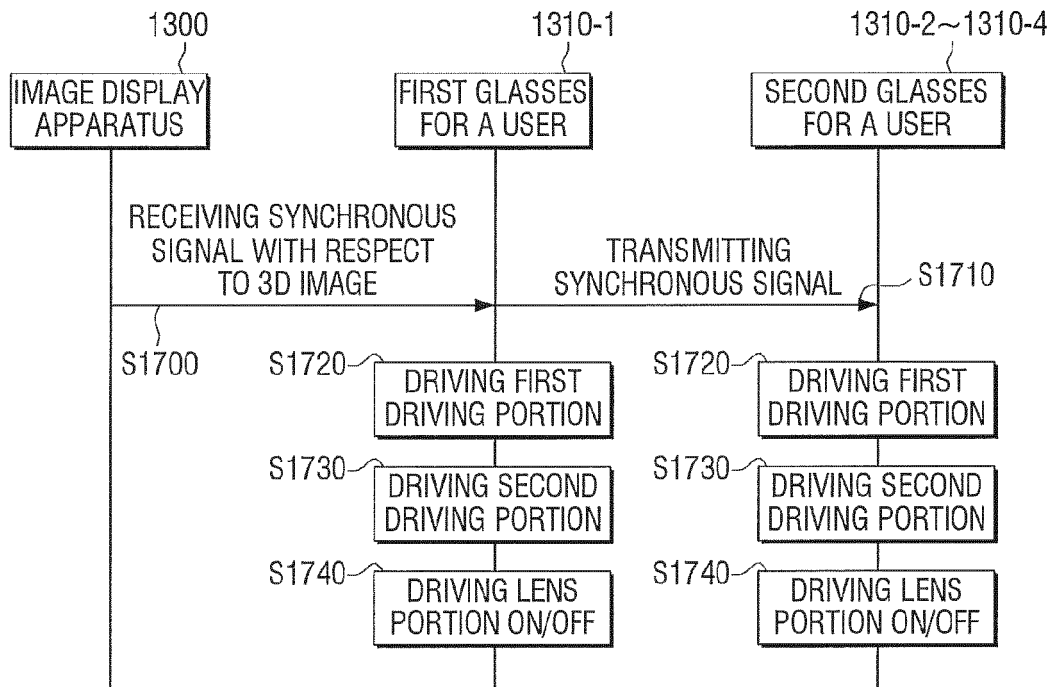 1300
1310-1
1310-2~1310-4
IMAGE DISPLAY
APPARATUS
FIRST GLASSES
FOR A USER
SECOND GLASSES
FOR A USER
RECEIVING SYNCHRONOUS
SIGNAL WITH RESPECT
TO 3D IMAGE
TRANSMITTING
SYNCHRONOUS SIGNAL
S1710
S1700
S1720
DRIVING FIRST
DRIVING PORTION
S1720
DRIVING FIRST
DRIVING PORTION
S1730
DRIVING SECOND
DRIVING PORTION
S1730
DRIVING SECOND
DRIVING PORTION
S1740
DRIVING LENS
PORTION ON/OFF
S1740
DRIVING LENS
PORTION ON/OFF